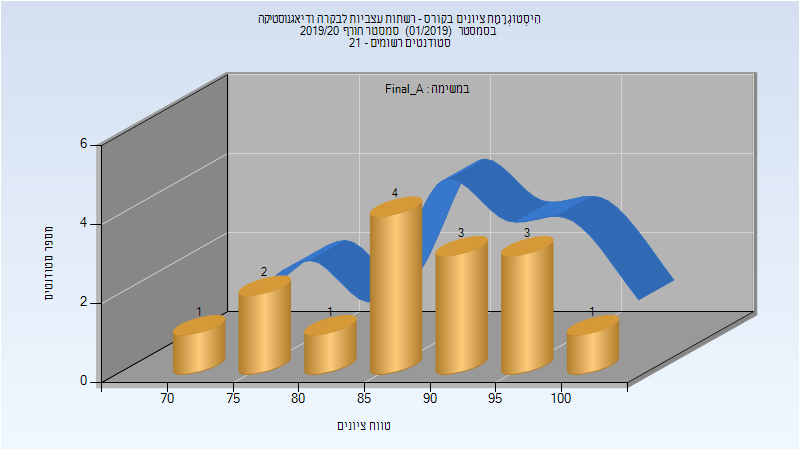 הִיסְטוֹגְרָמַת ציונים בקורס - רשתות עצביות לבקרה ודיאגנוסטיקה
בסמסטר (01/2019) סמסטר חורף 2019/20
סטודנטים רשומים - 21
במשימה : Final_A
מספר סטודנטים
6
4
2
0
1
2
1
4
3
3
1
70 75 80 85 90 95 100
טווח ציונים